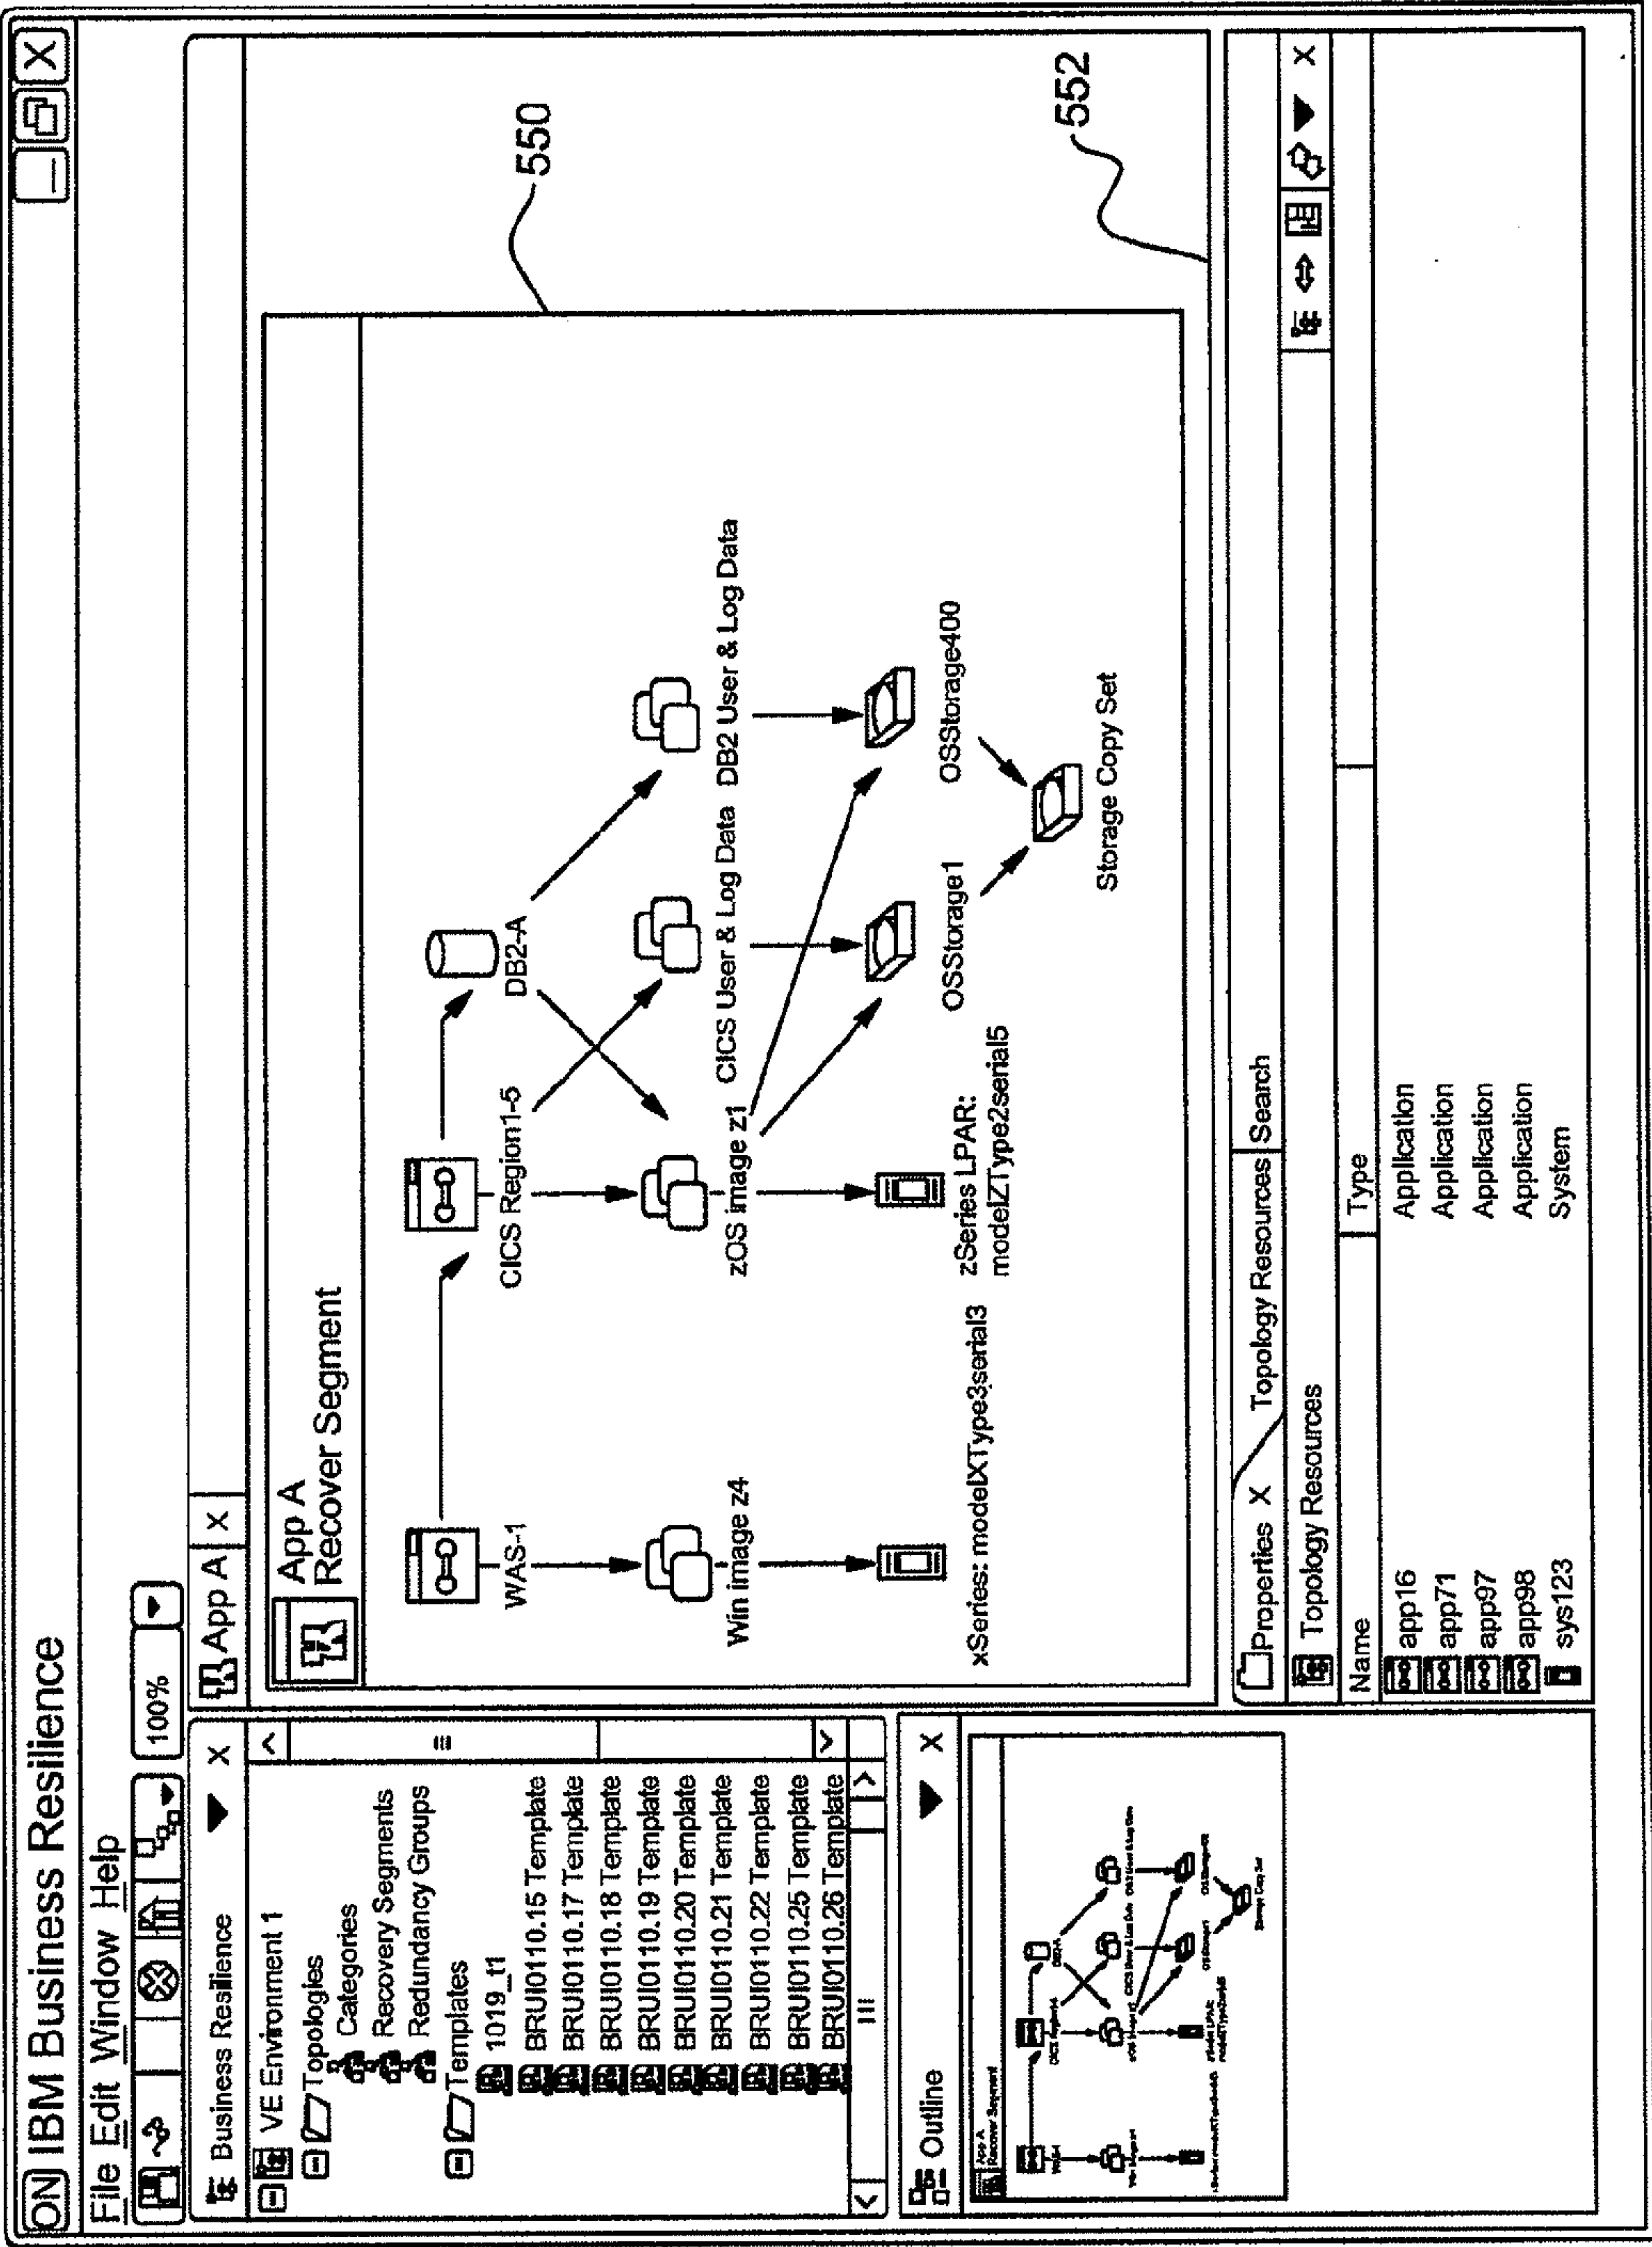 ON IBM Business Resilience
_ X
File Edit Window Help
100%
Business Resilience X
VE Environment 1
Topologies
Categories
Recovery Segments
Redundancy Groups
Templates
1019_t1
BRUI0110.15 Template
BRUI0110.17 Template
BRUI0110.18 Template
BRUI0110.19 Template
BRUI0110.20 Template
BRUI0110.21 Template
BRUI0110.22 Template
BRUI0110.25 Template
BRUI0110.26 Template
Outline X
App A
Recover Segment
App A X
App A
Recover Segment
WAS-1
CICS Region1-5
DB2-A
Win image z4
zOS image z1
CICS User & Log Data
DB2 User & Log Data
xSeries: modelXType3serial3
zSeries LPAR:
modelZType2serial5
OSStorage1
OSStorage400
Storage Copy Set
550
552
Properties X Topology Resources Search
X
Topology Resources
Name Type
app16 Application
app71 Application
app97 Application
app98 Application
sys123 System